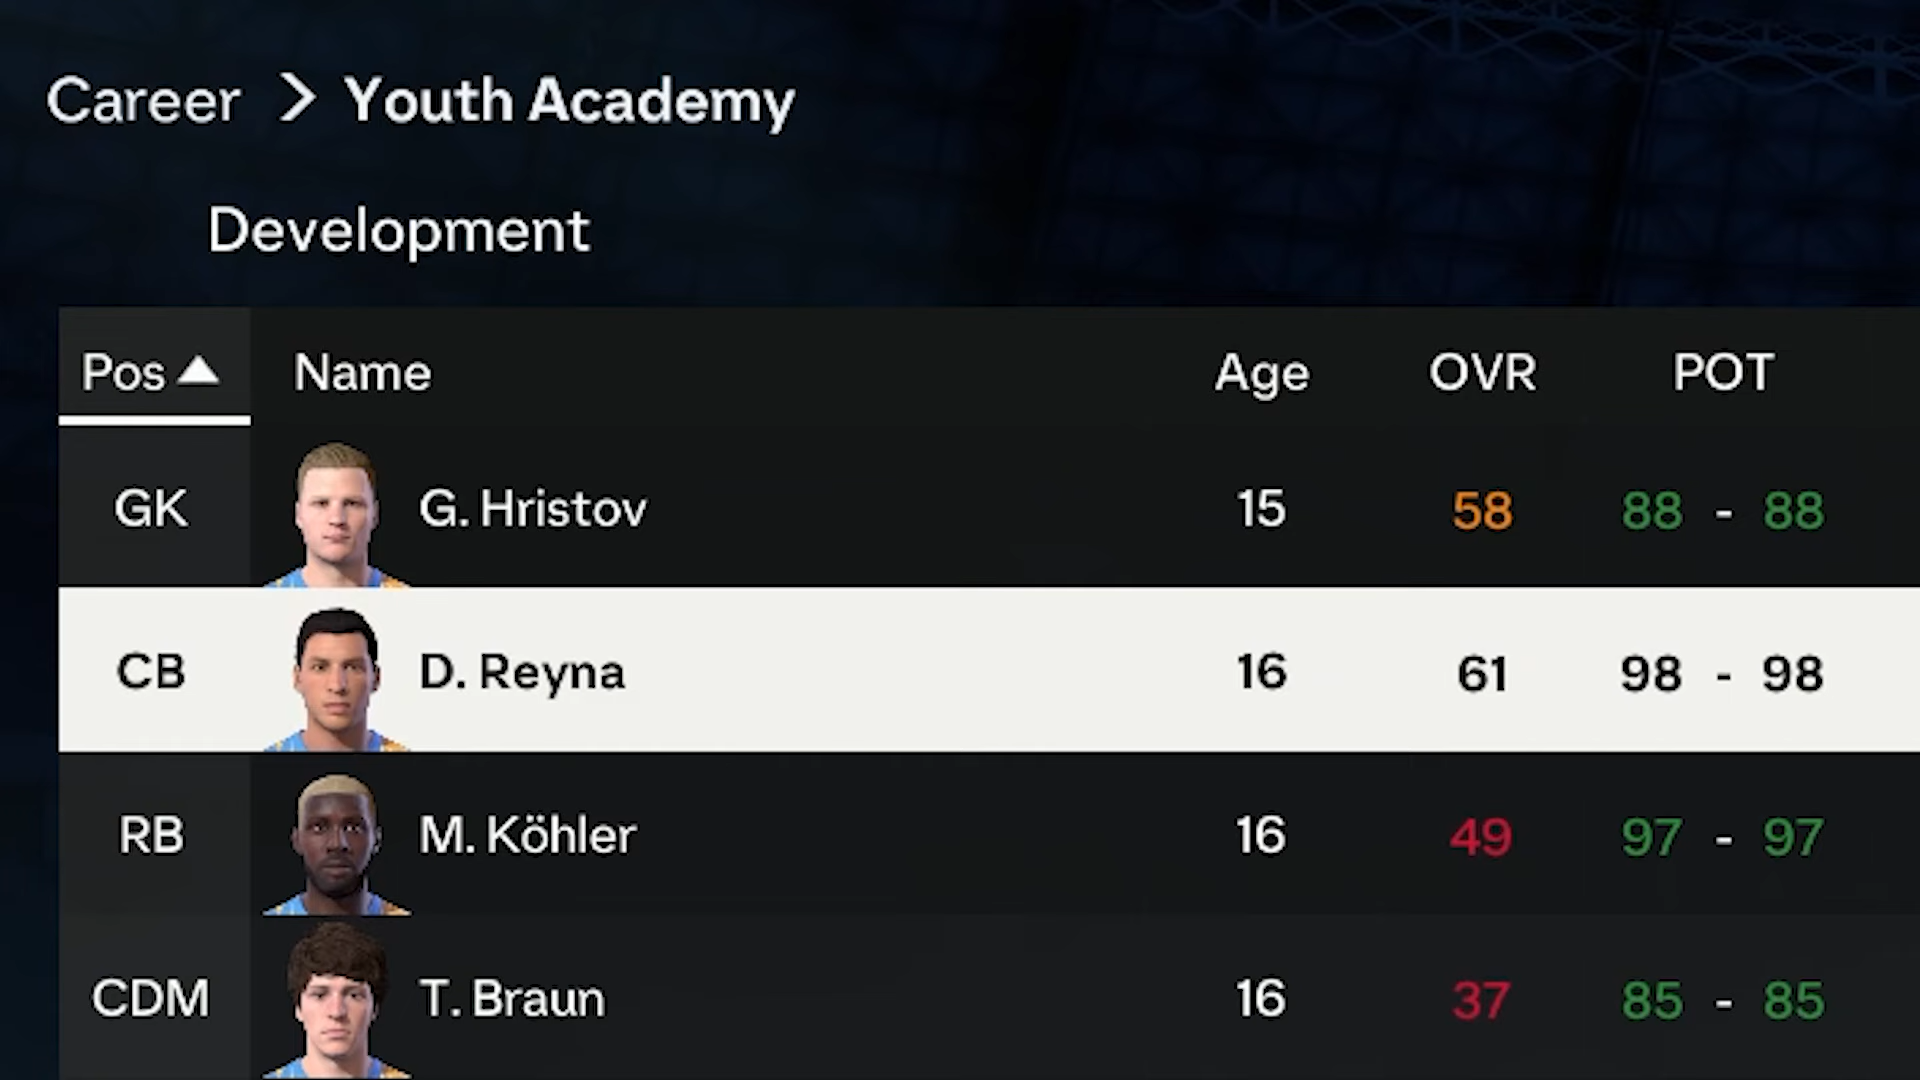 Career > Youth Academy
Development
Pos▲ Name Age OVR POT
GK G. Hristov 15 58 88 - 88
CB D. Reyna 16 61 98 - 98
RB M. Köhler 16 49 97 - 97
CDM T. Braun 16 37 85 - 85